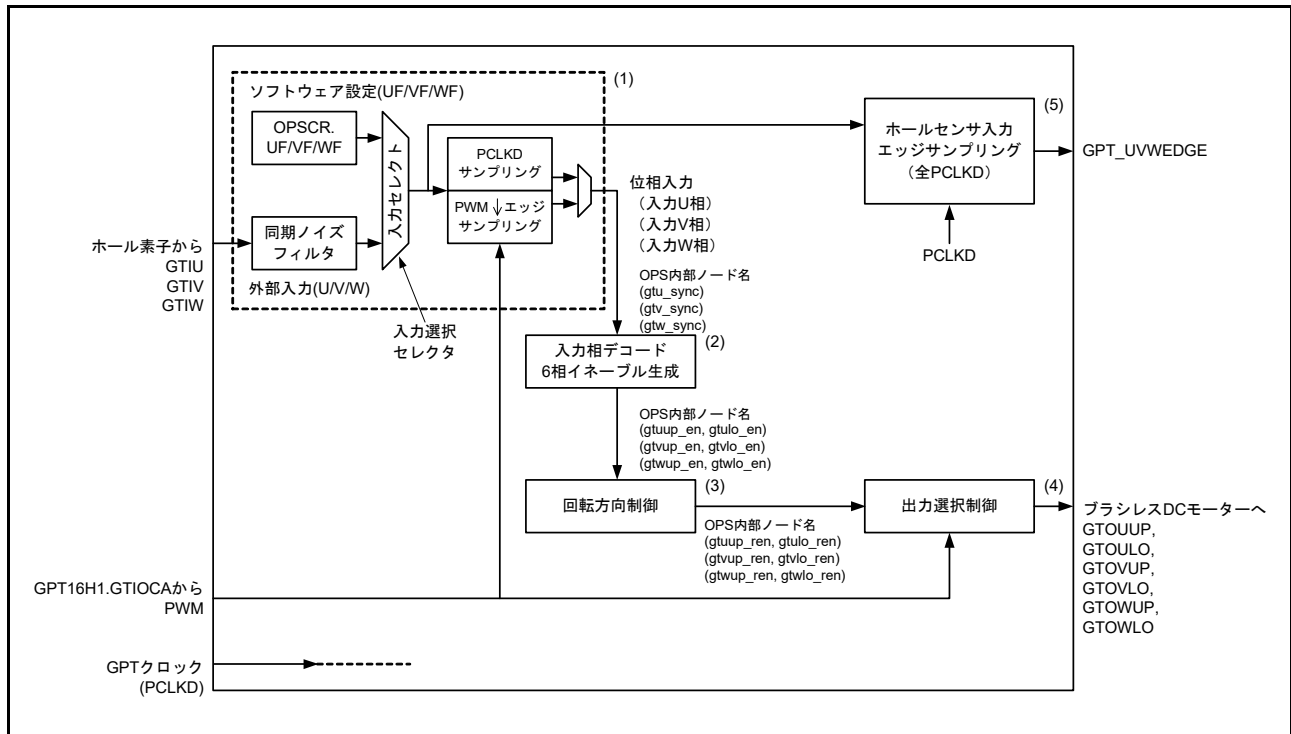 (1)
ソフトウェア設定(UF/VF/WF)
OPSCR.
UF/VF/WF
入力セレクト
PCLKD
サンプリング
PWM ↓エッジ
サンプリング
同期ノイズ
フィルタ
外部入力(U/V/W)
ホール素子から
GTIU
GTIV
GTIW
入力選択
セレクタ
位相入力
（入力U相）
（入力V相）
（入力W相）
OPS内部ノード名
(gtu_sync)
(gtv_sync)
(gtw_sync)
(5)
ホールセンサ入力
エッジサンプリング
（全PCLKD）
GPT_UVWEDGE
PCLKD
(2)
入力相デコード
6相イネーブル生成
OPS内部ノード名
(gtuup_en, gtulo_en)
(gtvup_en, gtvlo_en)
(gtwup_en, gtwlo_en)
(3)
回転方向制御
OPS内部ノード名
(gtuup_ren, gtulo_ren)
(gtvup_ren, gtvlo_ren)
(gtwup_ren, gtwlo_ren)
(4)
出力選択制御
ブラシレスDCモーターへ
GTOUUP,
GTOULO,
GTOVUP,
GTOVLO,
GTOWUP,
GTOWLO
GPT16H1.GTIOCAから
PWM
GPTクロック
(PCLKD)